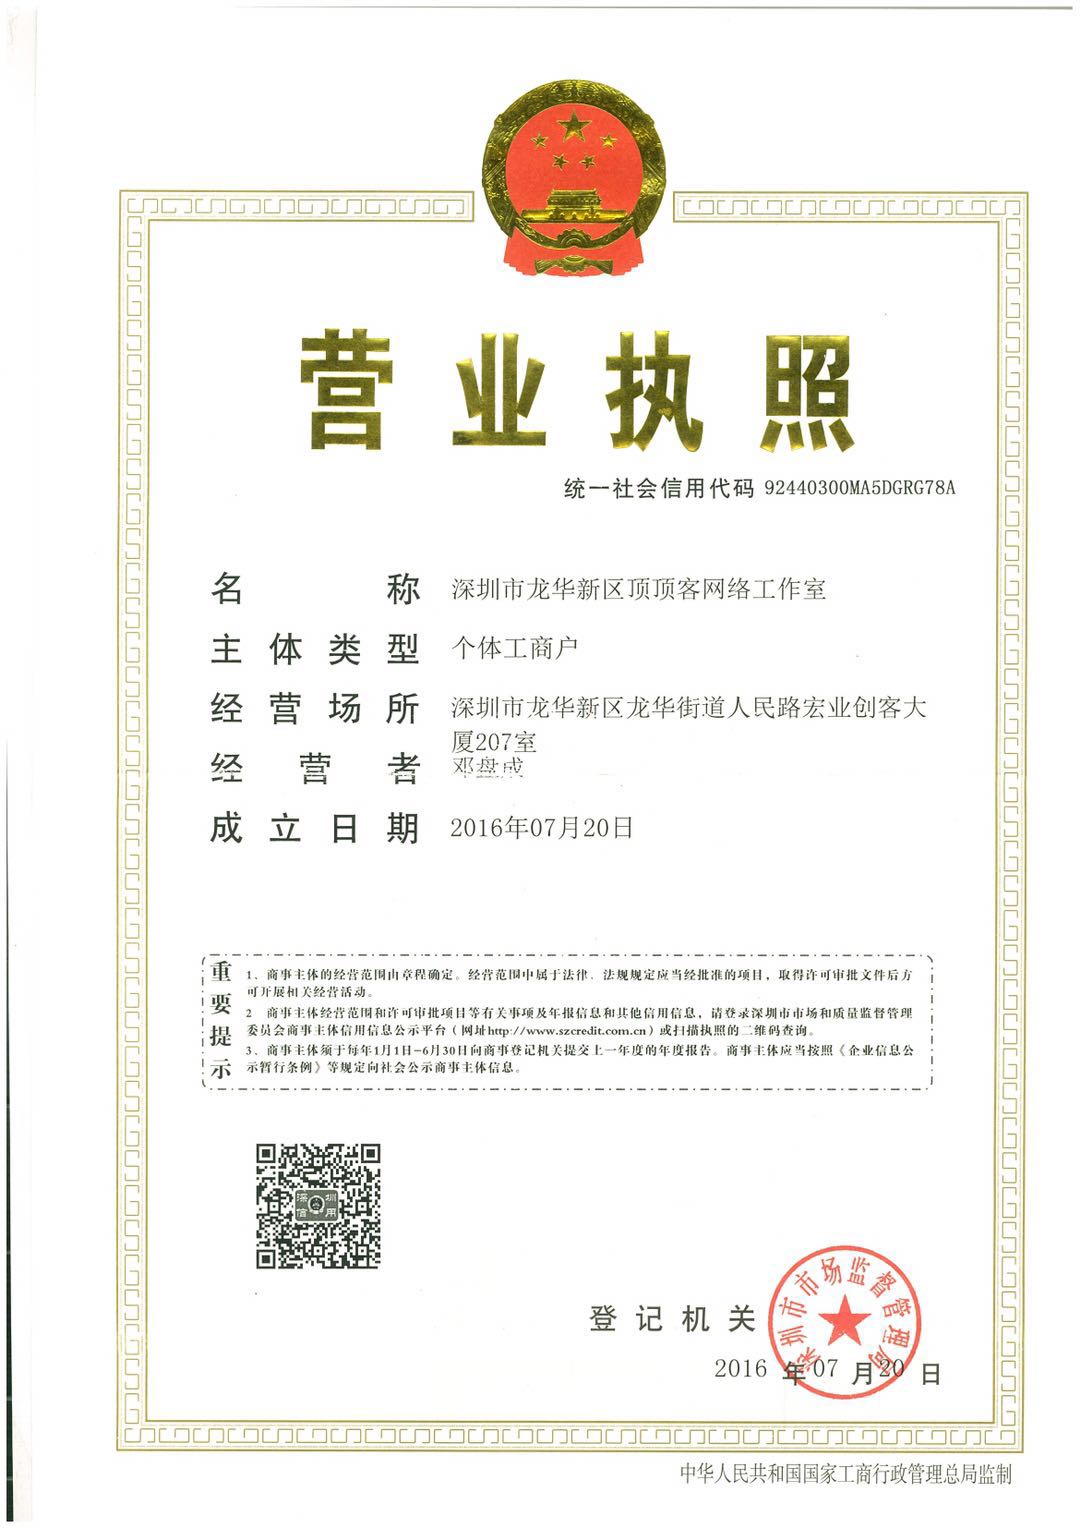 营业执照
统一社会信用代码 92440300MA5DGRG78A
名称 深圳市龙华新区顶顶客网络工作室
主体类型 个体工商户
经营场所 深圳市龙华新区龙华街道人民路宏业创客大
厦207室
经营者 邓盘成
成立日期 2016年07月20日
重要提示
1、商事主体的经营范围由章程确定。经营范围中属于法律、法规规定应当经批准的项目，取得许可审批文件后方
可开展相关经营活动。
2 商事主体经营范围和许可审批项目等有关事项及年报信息和其他信用信息，请登录深圳市市场和质量监督管理
委员会商事主体信用信息公示平台（网址http://www.szcredit.com.cn）或扫描执照的二维码查询。
3、商事主体须于每年1月1日-6月30日向商事登记机关提交上一年度的年度报告。商事主体应当按照《企业信息公
示暂行条例》等规定向社会公示商事主体信息。
深圳
信用
登记机关
深圳市市场监督管理局
2016 年 07 月 20 日
中华人民共和国国家工商行政管理总局监制